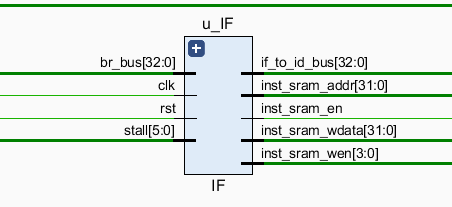 u_IF
br_bus[32:0]
clk
rst
stall[5:0]
if_to_id_bus[32:0]
inst_sram_addr[31:0]
inst_sram_en
inst_sram_wdata[31:0]
inst_sram_wen[3:0]
IF